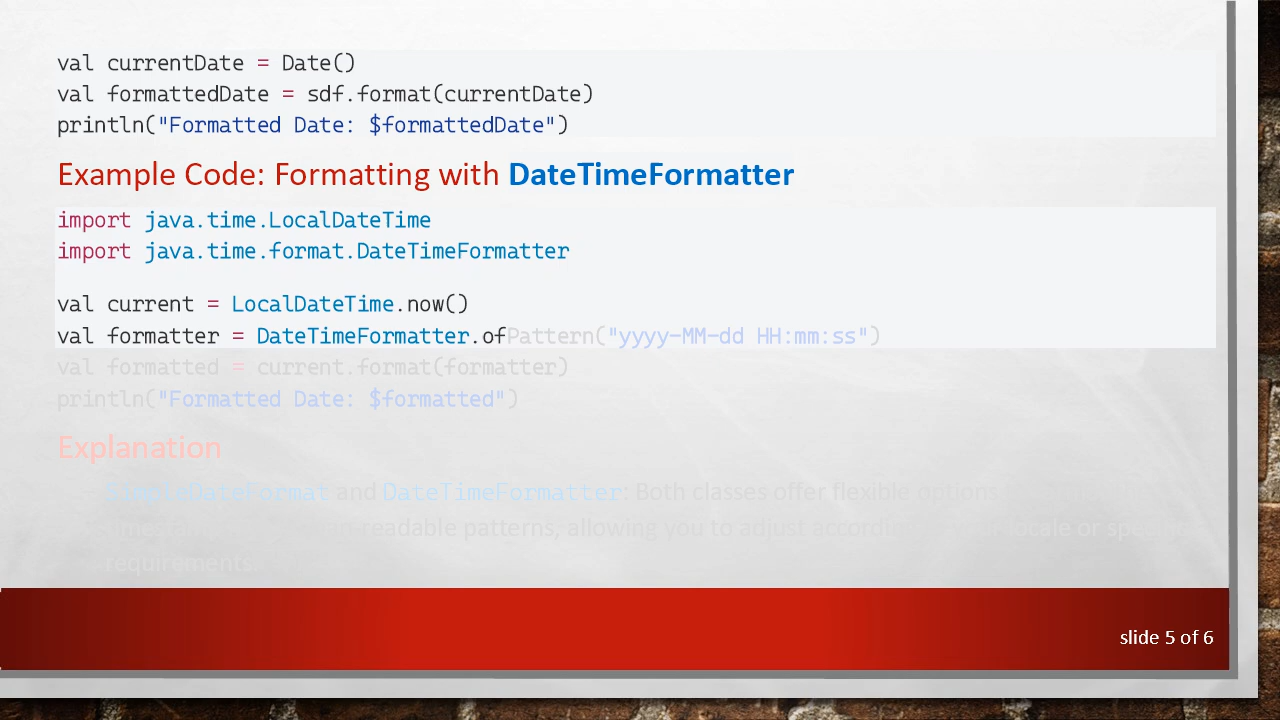 val currentDate = Date()
val formattedDate = sdf.format(currentDate)
println("Formatted Date: $formattedDate")
Example Code: Formatting with DateTimeFormatter
import java.time.LocalDateTime
import java.time.format.DateTimeFormatter
val current = LocalDateTime.now()
val formatter = DateTimeFormatter.ofPattern("yyyy-MM-dd HH:mm:ss")
val formatted = current.format(formatter)
println("Formatted Date: $formatted")
Explanation
– SimpleDateFormat and DateTimeFormatter: Both classes offer flexible options
readable patterns, allowing you to adjust locale or
requirements.
slide 5 of 6